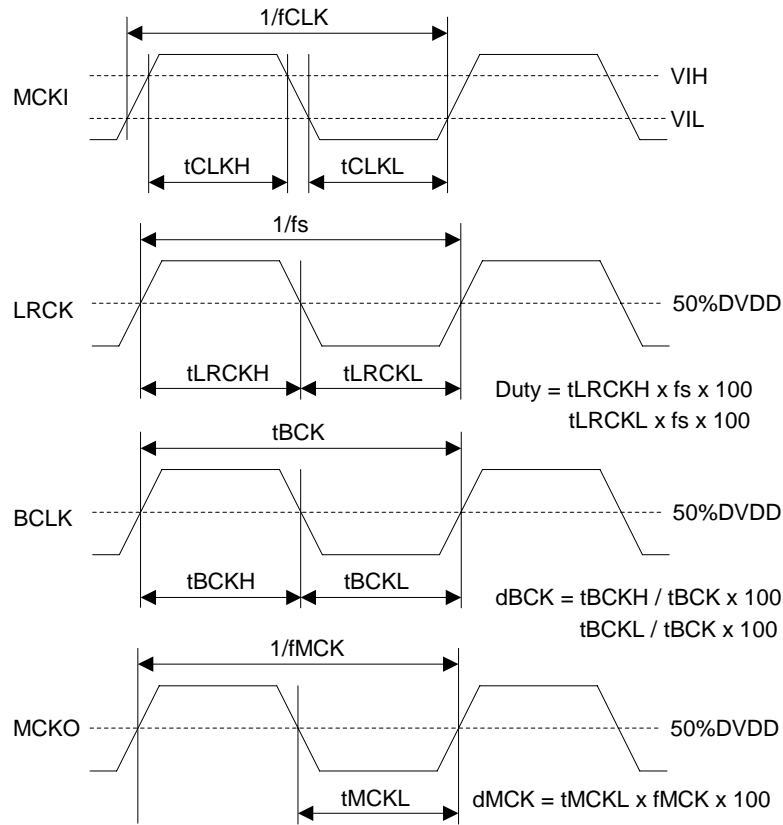 1/fCLK
VIH
MCKI
VIL
tCLKH tCLKL
1/fs
LRCK 50%DVDD
tLRCKH tLRCKL
Duty = tLRCKH x fs x 100
tLRCKL x fs x 100
tBCK
BCLK 50%DVDD
tBCKH tBCKL
dBCK = tBCKH / tBCK x 100
tBCKL / tBCK x 100
1/fMCK
MCKO 50%DVDD
tMCKL
dMCK = tMCKL x fMCK x 100